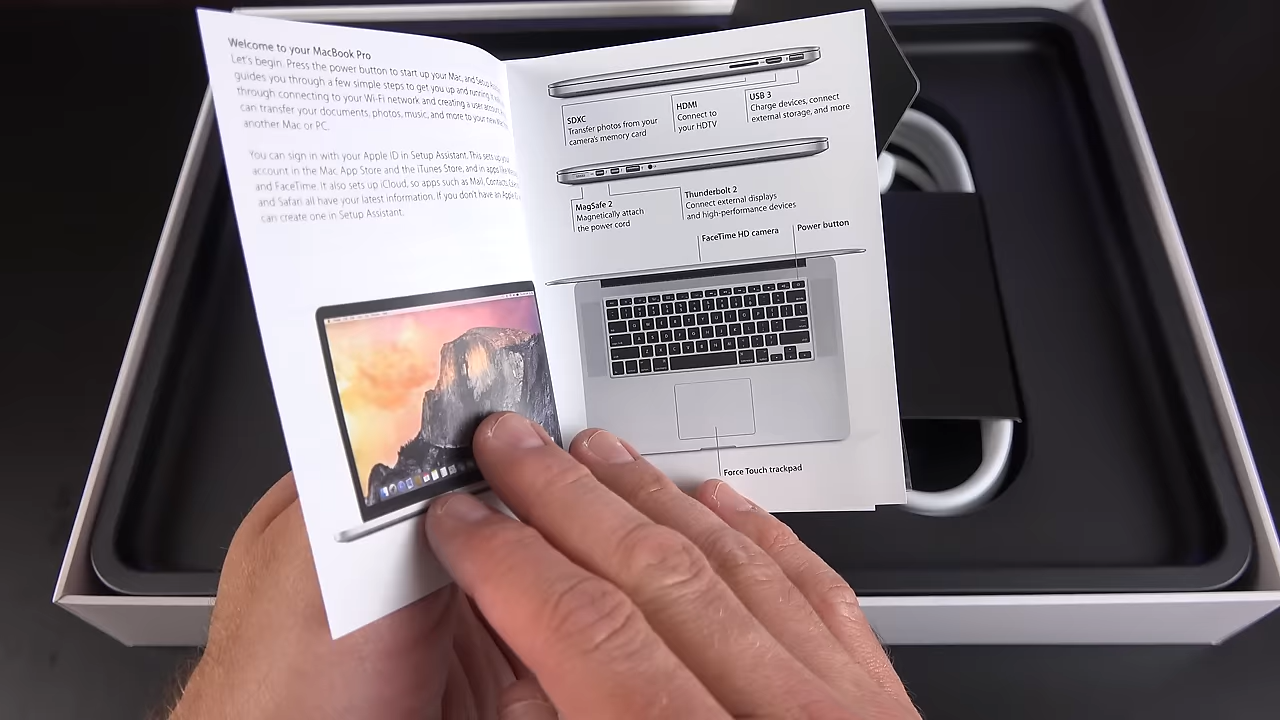 Welcome to your MacBook Pro
Let's begin. Press the power button to start up your Mac, and Setup
guides you through a few simple steps to get you up and running. It
through connecting to your Wi-Fi network and creating a user account
can transfer your documents, photos, music, and more to your new
another Mac or PC.
You can sign in with your Apple ID in Setup Assistant. This sets up your
account in the Mac App Store and the iTunes Store, and in apps like
and FaceTime. It also sets up iCloud, so apps such as Mail, Contacts,
and Safari all have your latest information. If you don't have an Apple
can create one in Setup Assistant.
SDXC
Transfer photos from your
camera's memory card
HDMI
Connect to
your HDTV
USB 3
Charge devices, connect
external storage, and more
MagSafe 2
Magnetically attach
the power cord
Thunderbolt 2
Connect external displays
and high-performance devices
FaceTime HD camera
Power button
Force Touch trackpad